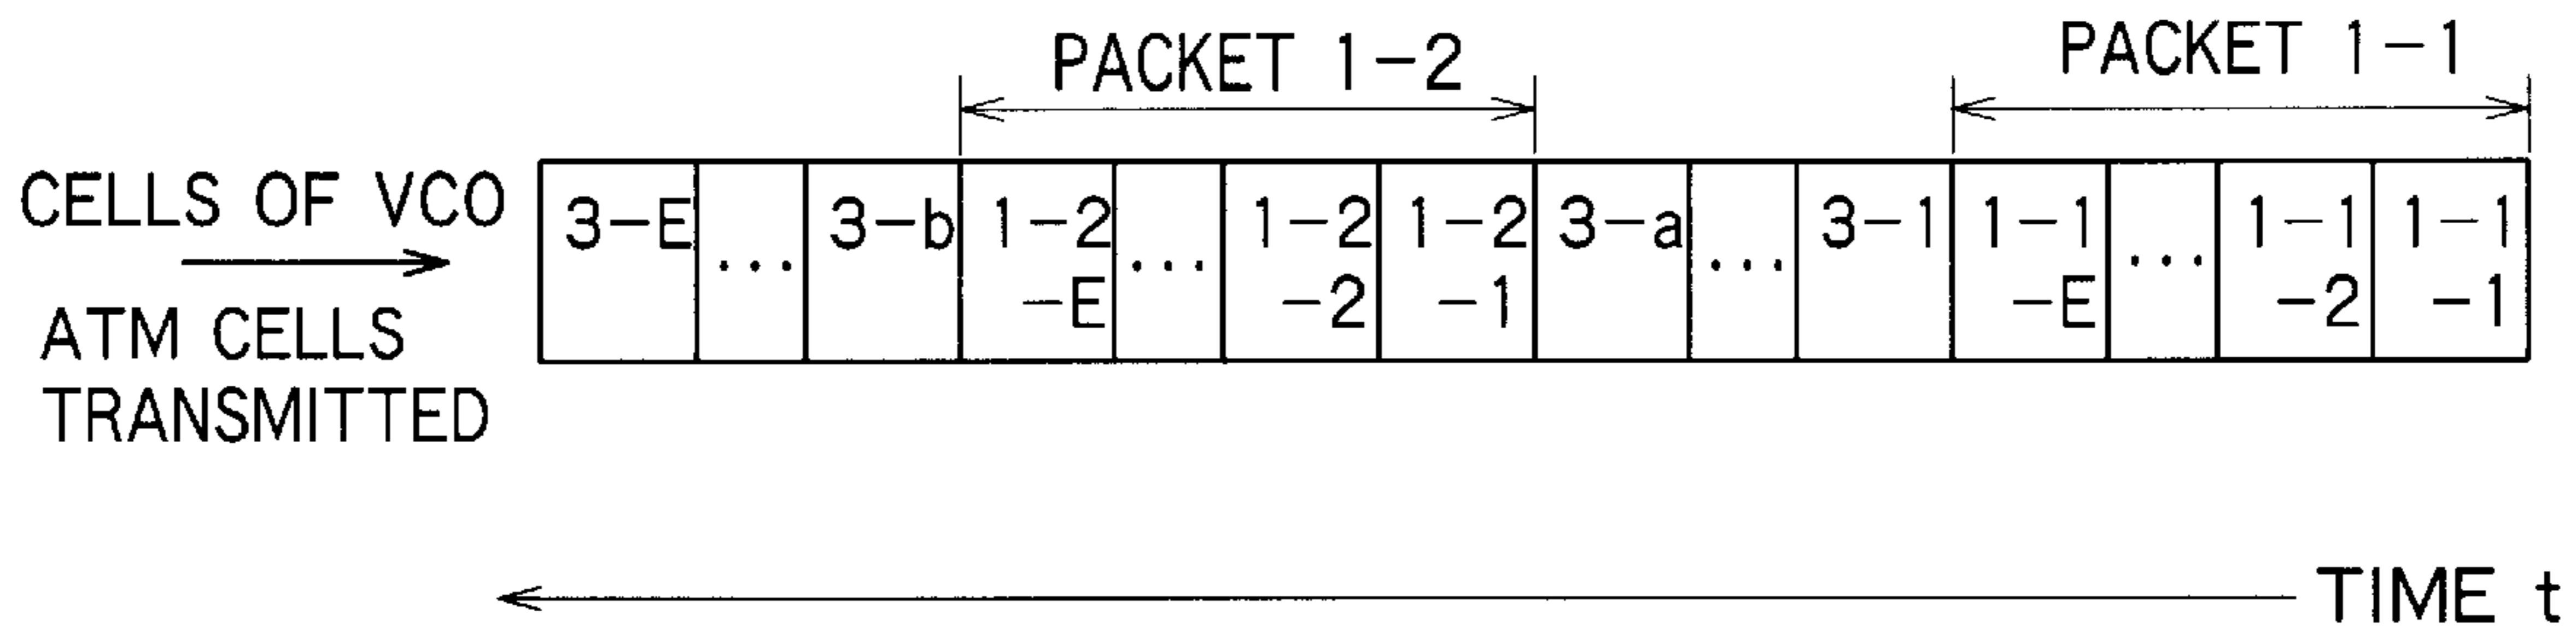 PACKET 1-2
PACKET 1-1
CELLS OF VCO
ATM CELLS
TRANSMITTED
3-E ... 3-b 1-2 ... 1-2 1-2 3-a ... 3-1 1-1 ... 1-1 1-1
-E -2 -1 -E -2 -1
TIME t